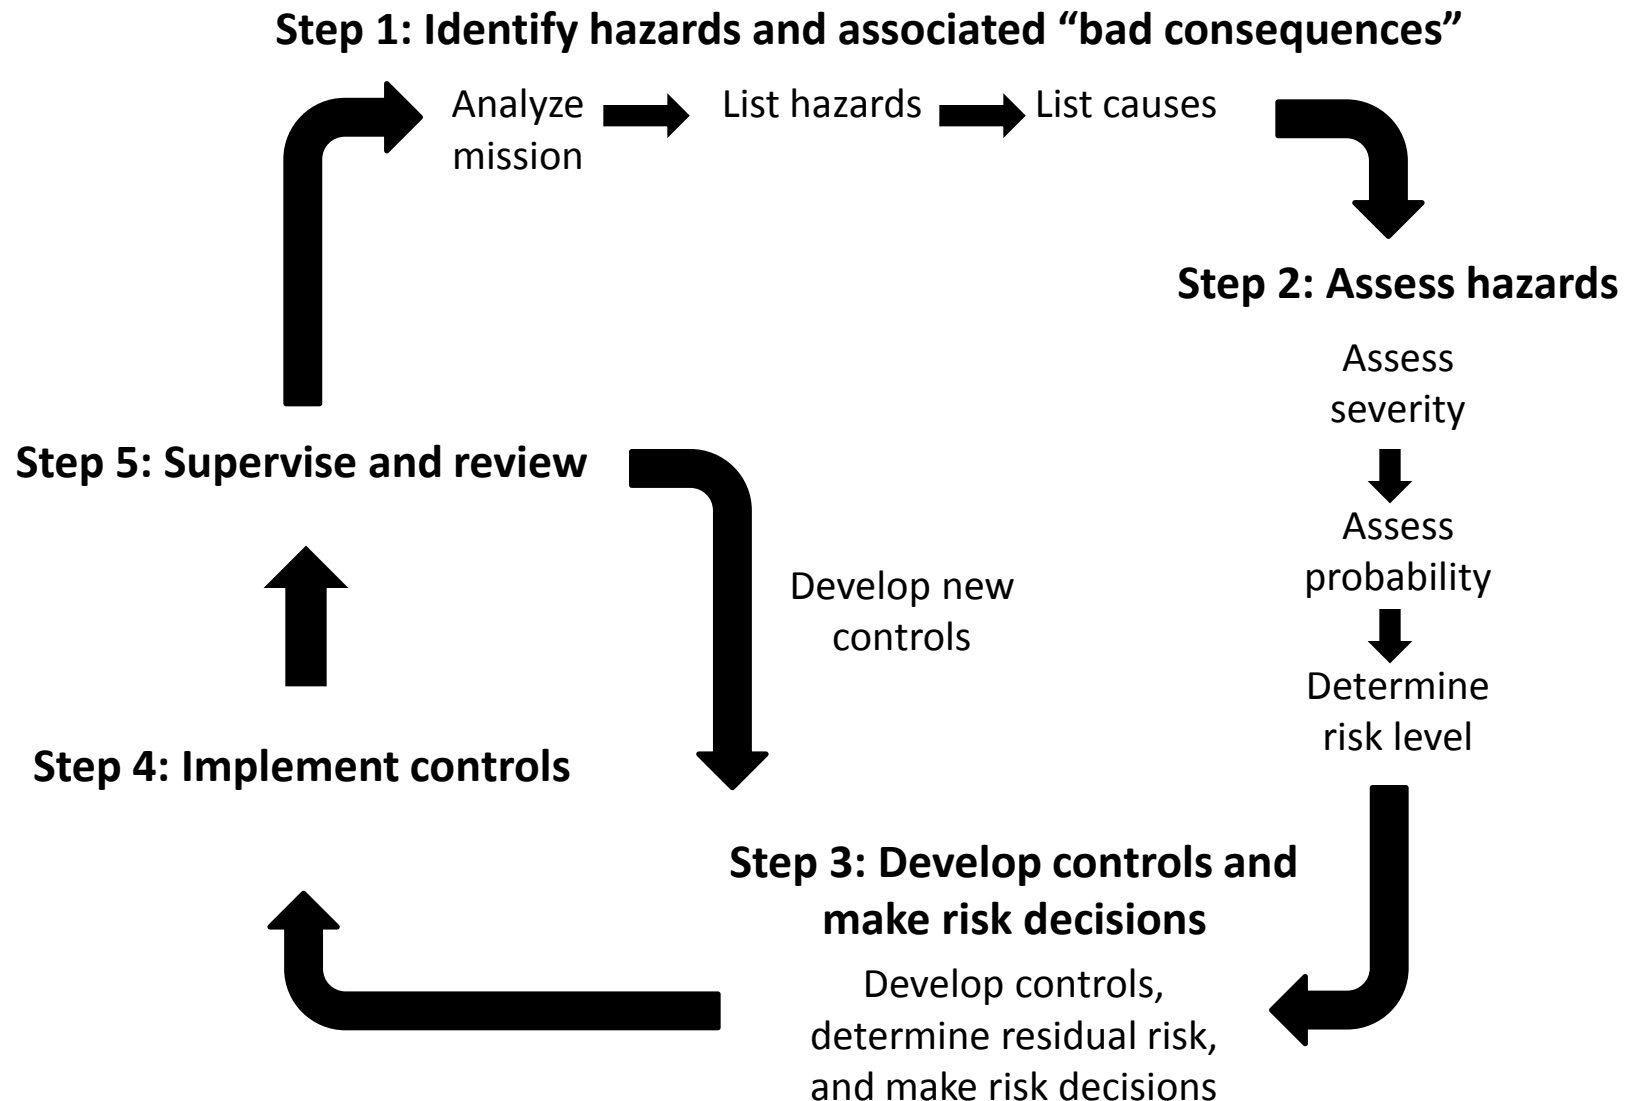 Step 1: Identify hazards and associated “bad consequences”
Analyze
mission
List hazards
List causes
Step 2: Assess hazards
Assess
severity
Assess
probability
Determine
risk level
Step 3: Develop controls and
make risk decisions
Develop controls,
determine residual risk,
and make risk decisions
Step 4: Implement controls
Step 5: Supervise and review
Develop new
controls